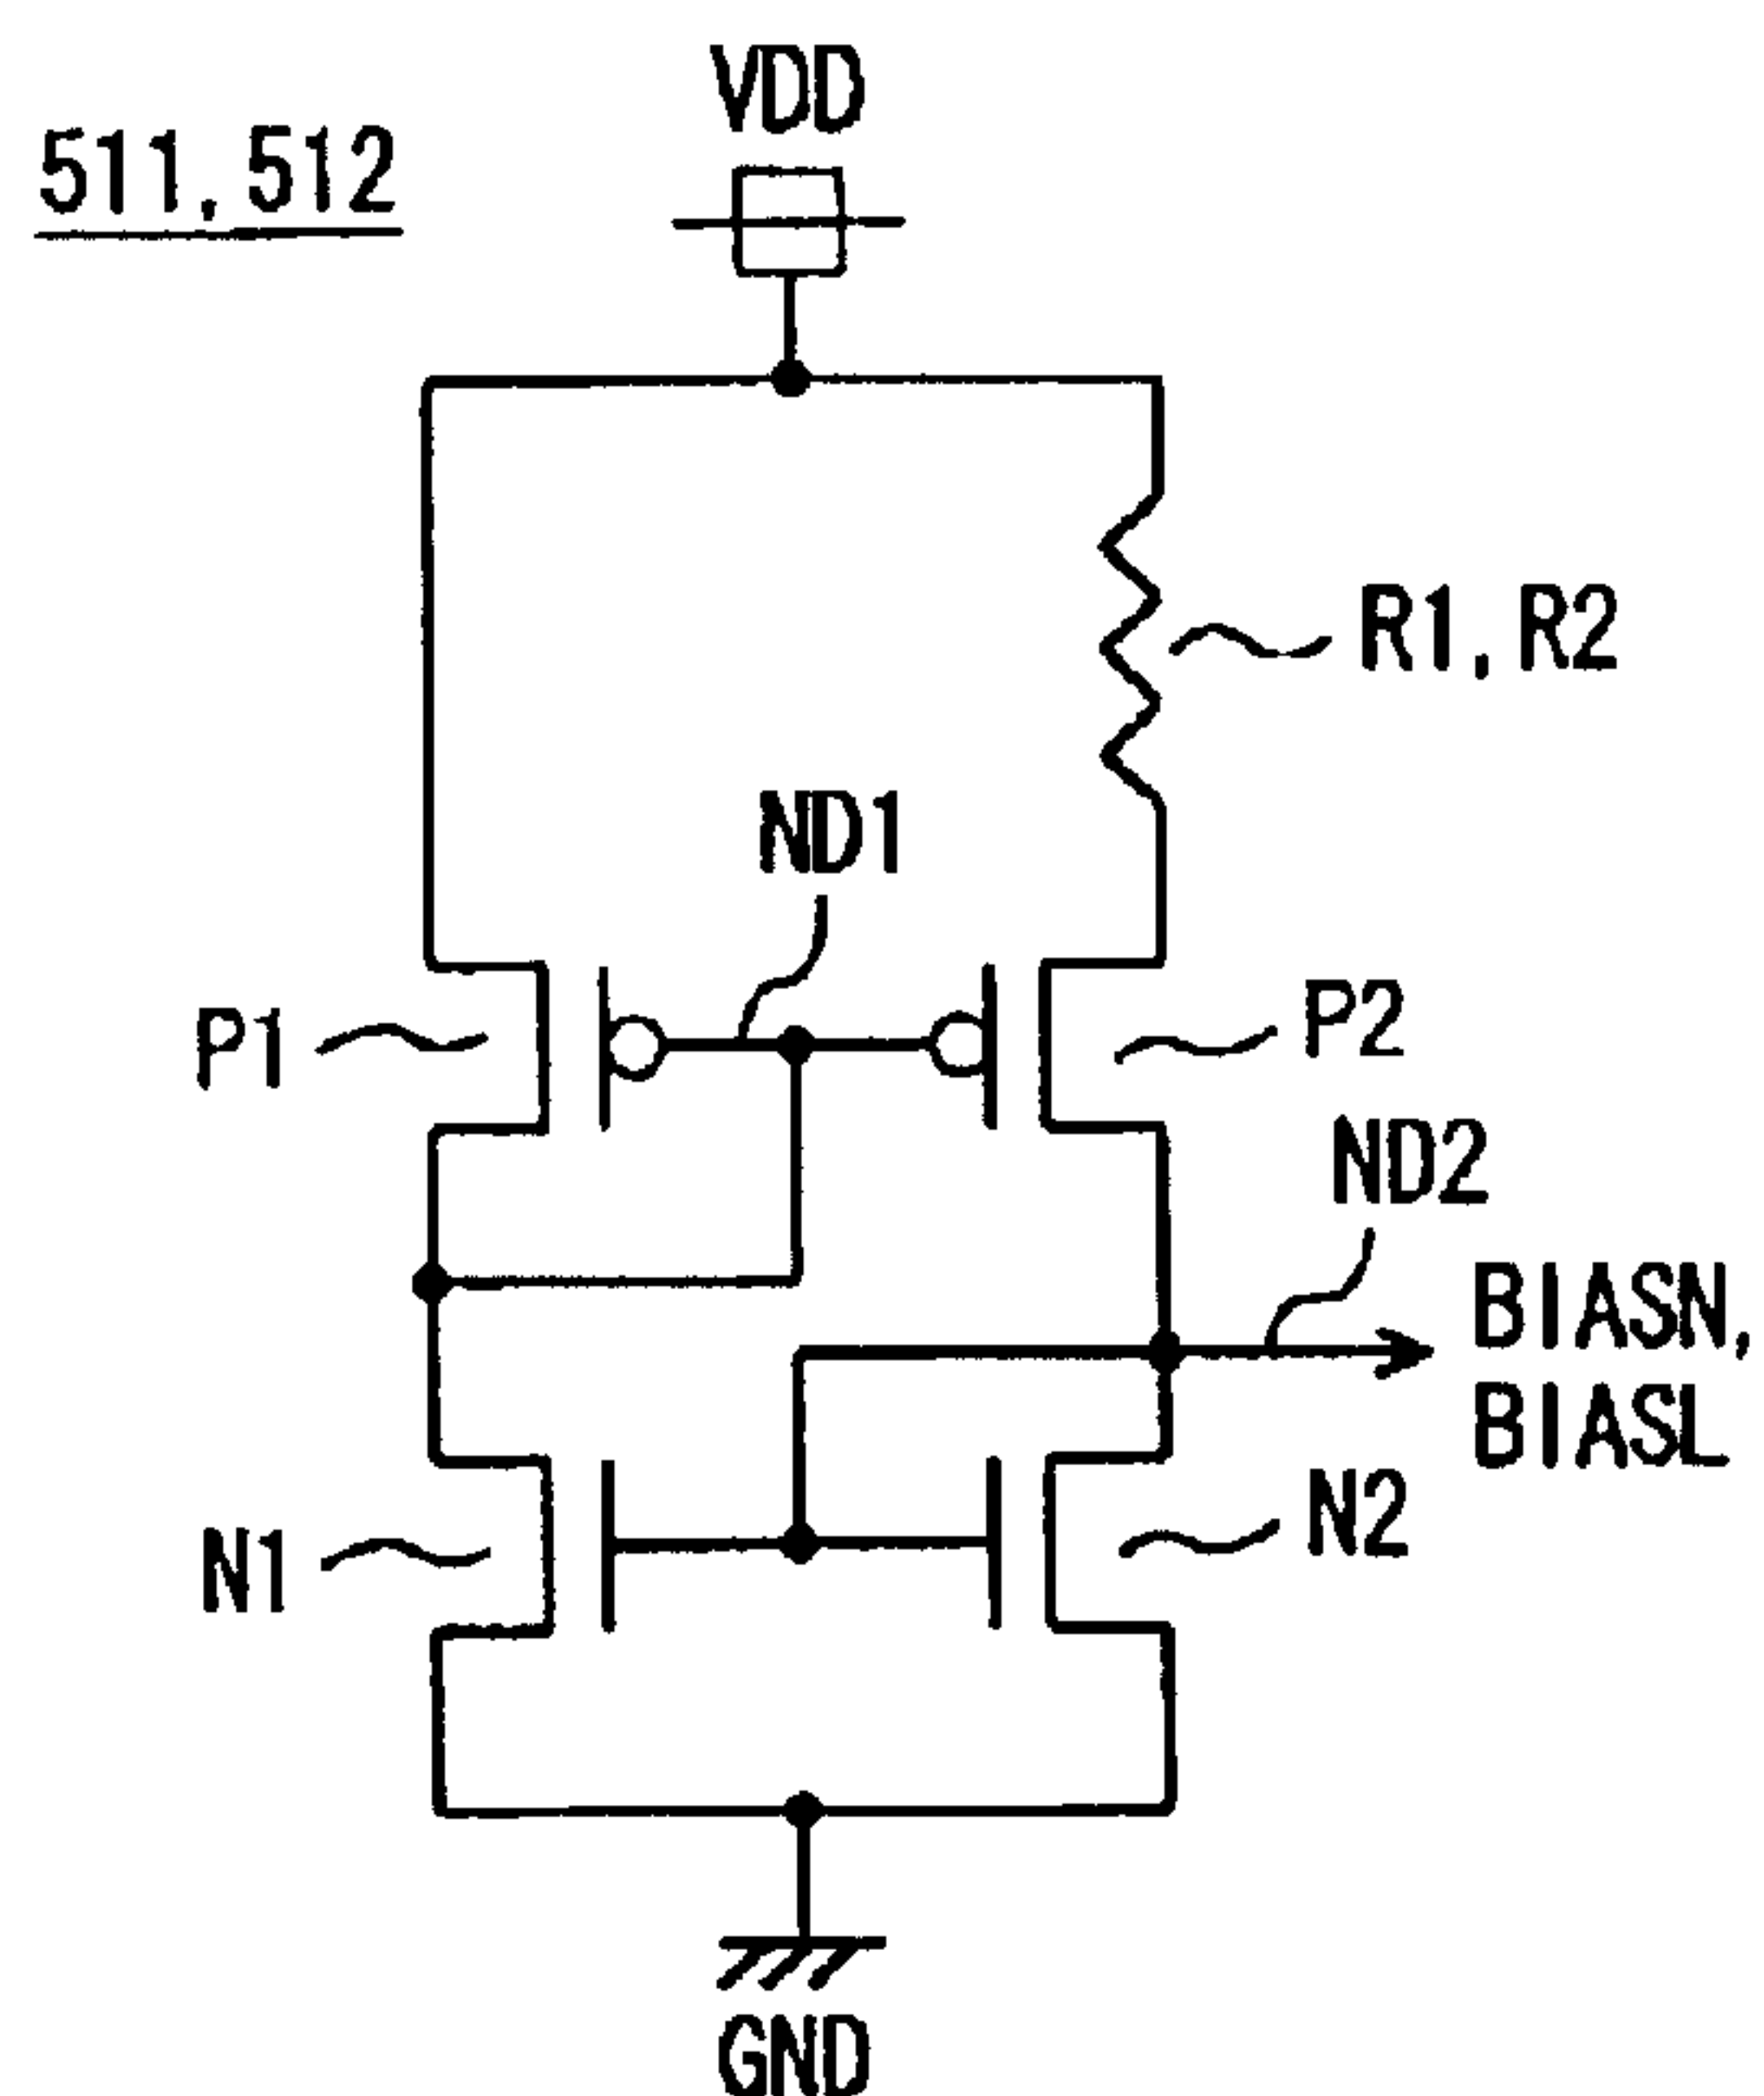 VDD
511, 512
R1, R2
ND1
P1
P2
ND2
BIASN,
BIASL
N1
N2
GND